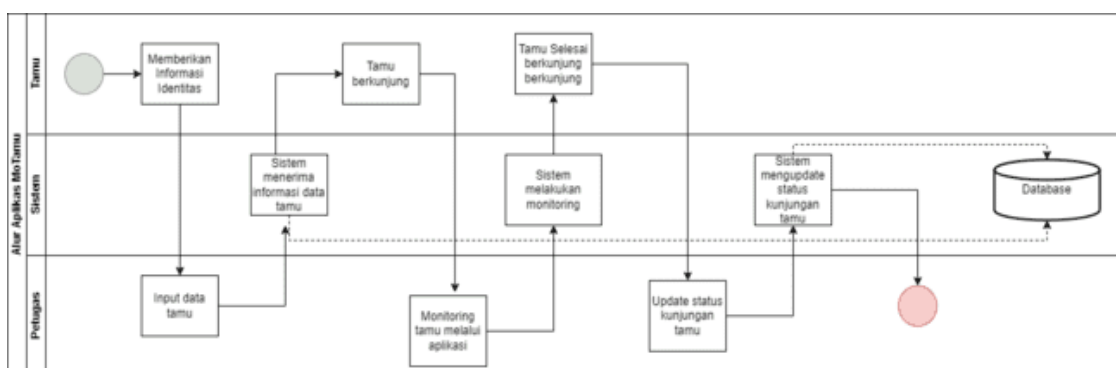 Alur Aplikas MoTamu
Tamu
Memberikan
Informasi
Identitas
Tamu
berkunjung
Tamu Selesai
berkunjung
berkunjung
Sistem
Sistem
menerima
informasi data
tamu
Sistem
melakukan
monitoring
Sistem
mengupdate
status
kunjungan
tamu
Database
Petugas
Input data
tamu
Monitoring
tamu melalui
aplikasi
Update status
kunjungan
tamu